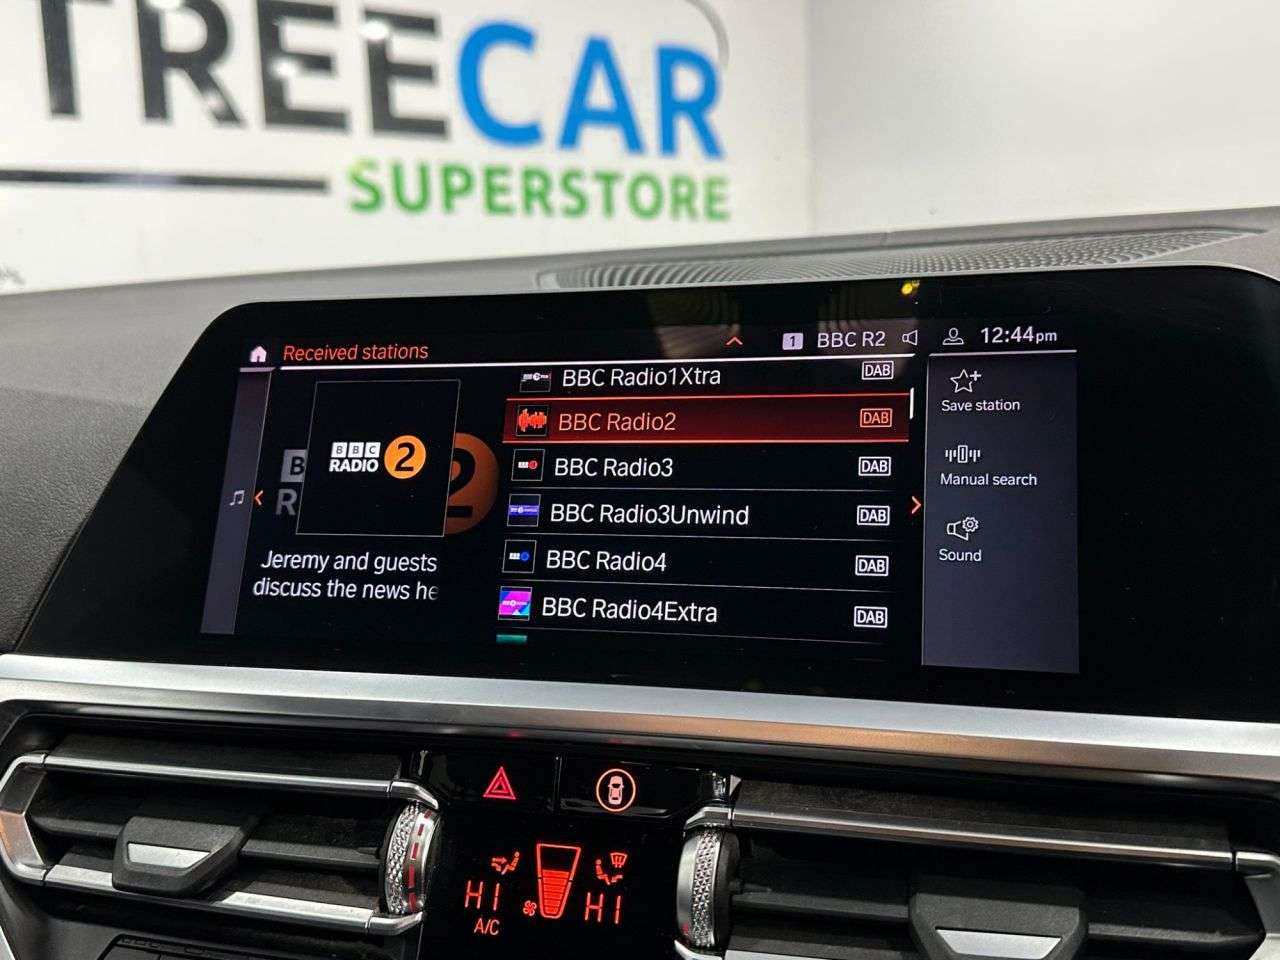 TREECAR
SUPERSTORE
Received stations
1 BBC R2
12:44pm
BBC Radio1Xtra DAB
BBC Radio2 DAB
BBC Radio3 DAB
BBC Radio3Unwind DAB
BBC Radio4 DAB
BBC Radio4Extra DAB
BBC
RADIO 2
Jeremy and guests
discuss the news he
Save station
Manual search
Sound
HI
A/C
HI